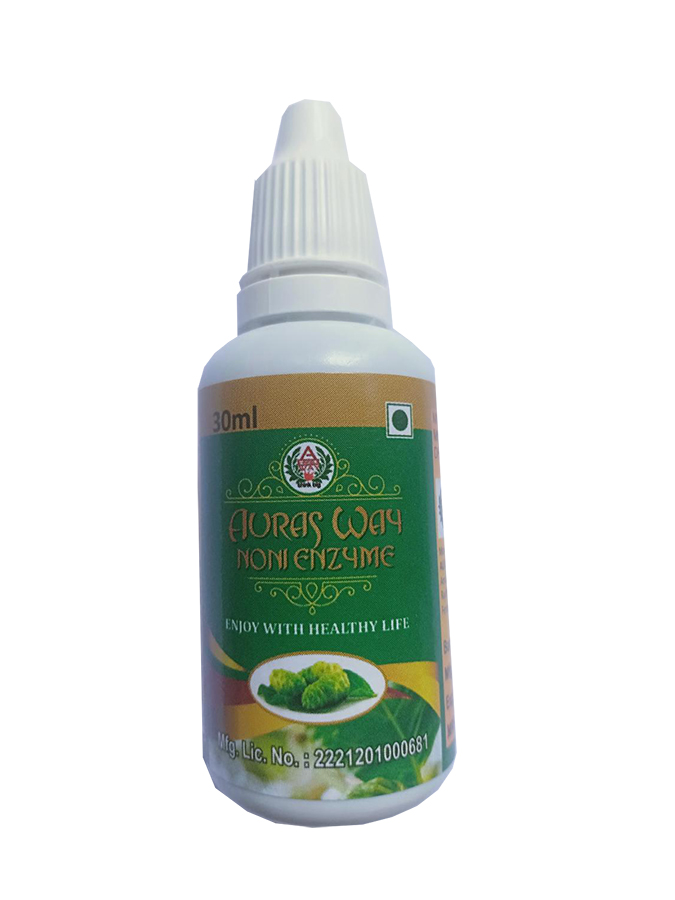 30ml
AURAS WAY
NONI ENZYME
ENJOY WITH HEALTHY LIFE
Mfg. Lic. No. : 2221201000681